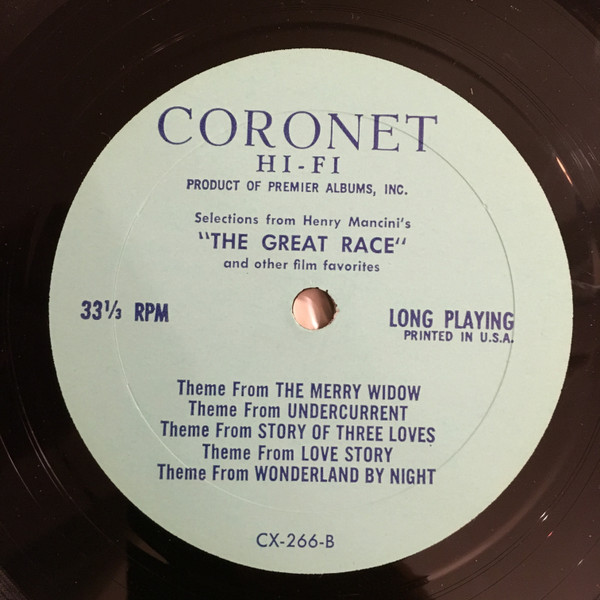 CORONET
HI-FI
PRODUCT OF PREMIER ALBUMS, INC.
Selections from Henry Mancini's
"THE GREAT RACE"
and other film favorites
33⅓ RPM
LONG PLAYING
PRINTED IN U.S.A.
Theme From THE MERRY WIDOW
Theme From UNDERCURRENT
Theme From STORY OF THREE LOVES
Theme From LOVE STORY
Theme From WONDERLAND BY NIGHT
CX-266-B